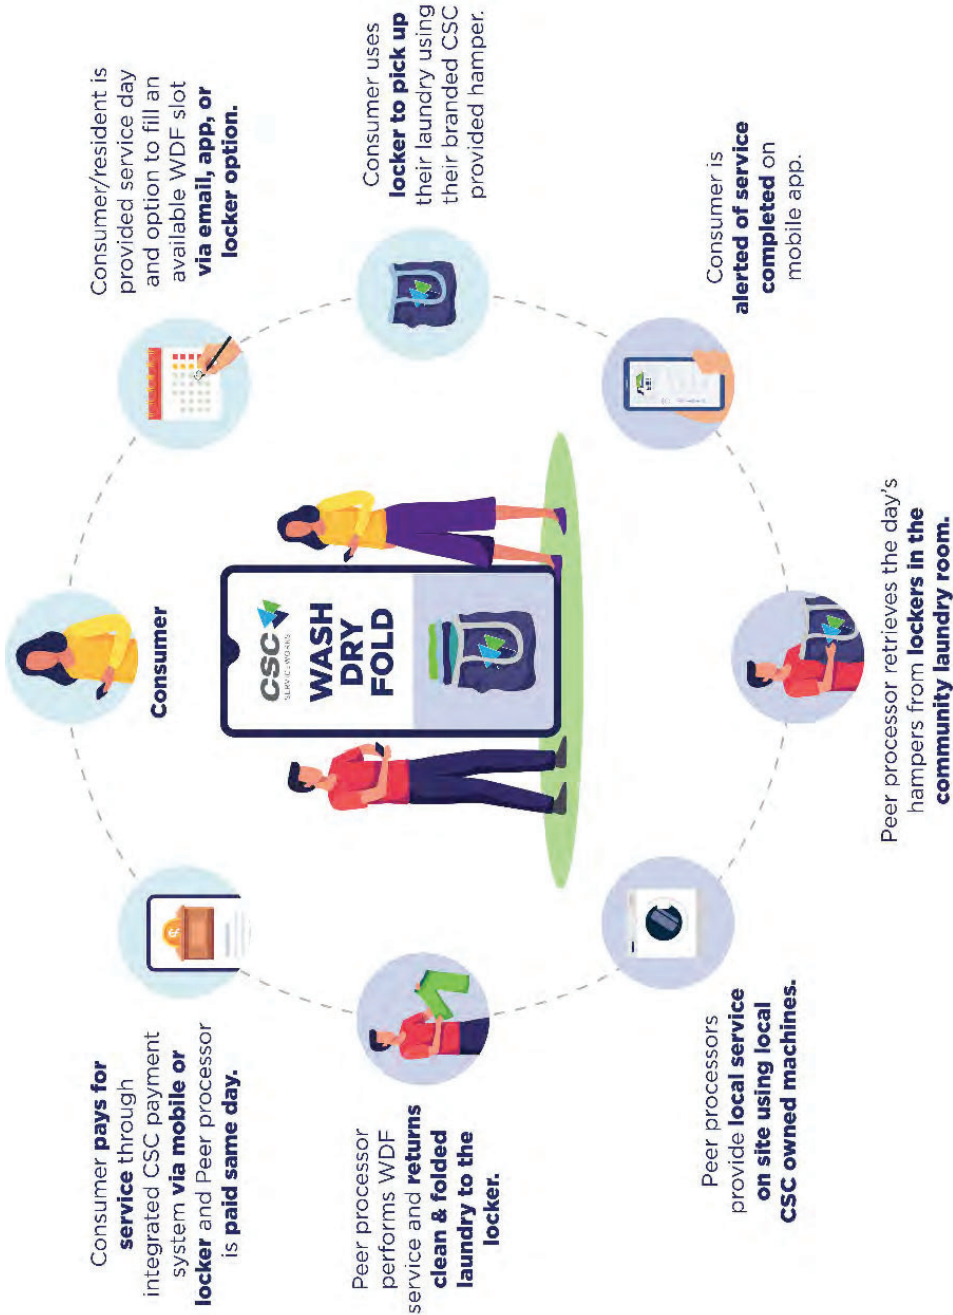 Consumer
Consumer/resident is
provided service day
and option to fill an
available WDF slot
via email, app, or
locker option.
Consumer uses
locker to pick up
their laundry using
their branded CSC
provided hamper.
Consumer is
alerted of service
completed on
mobile app.
Peer processor retrieves the day's
hampers from lockers in the
community laundry room.
Peer processors
provide local service
on site using local
CSC owned machines.
Peer processor
performs WDF
service and returns
clean & folded
laundry to the
locker.
Consumer pays for
service through
integrated CSC payment
system via mobile or
locker and Peer processor
is paid same day.
$
CSC
SERVICEWORKS
WASH
DRY
FOLD